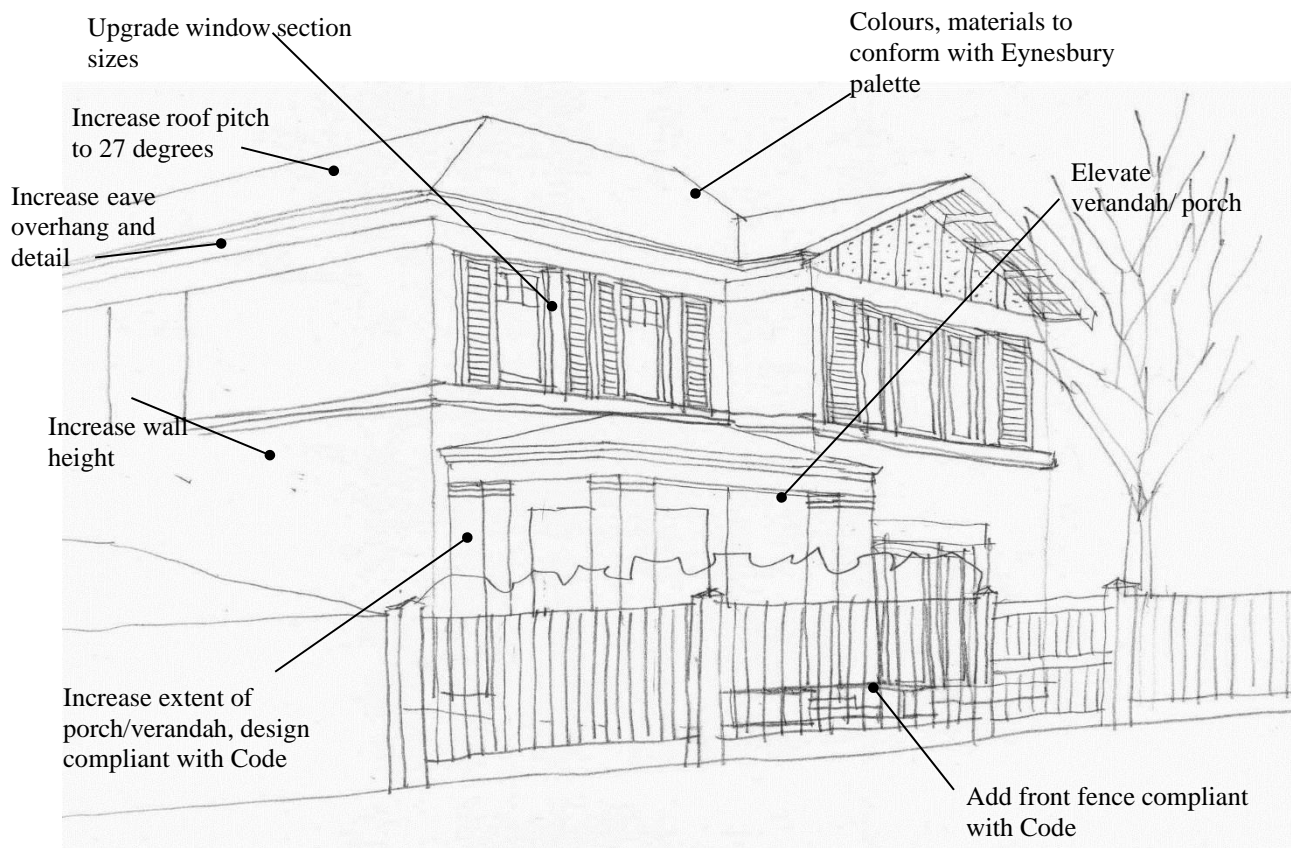 Upgrade window section
sizes
Colours, materials to
conform with Eynesbury
palette
Increase roof pitch
to 27 degrees
Elevate
verandah/ porch
Increase eave
overhang and
detail
Increase wall
height
Increase extent of
porch/verandah, design
compliant with Code
Add front fence compliant
with Code